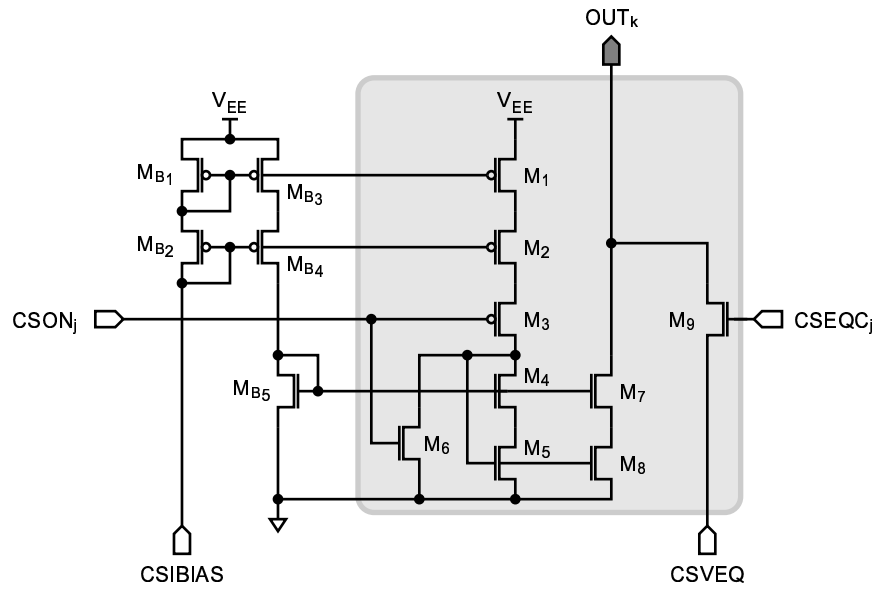 OUTk
VEE
VEE
MB1
M1
MB3
MB2
M2
MB4
CSONj
M3
M9
CSEQCj
M4
MB5
M7
M6
M5
M8
CSIBIAS
CSVEQ